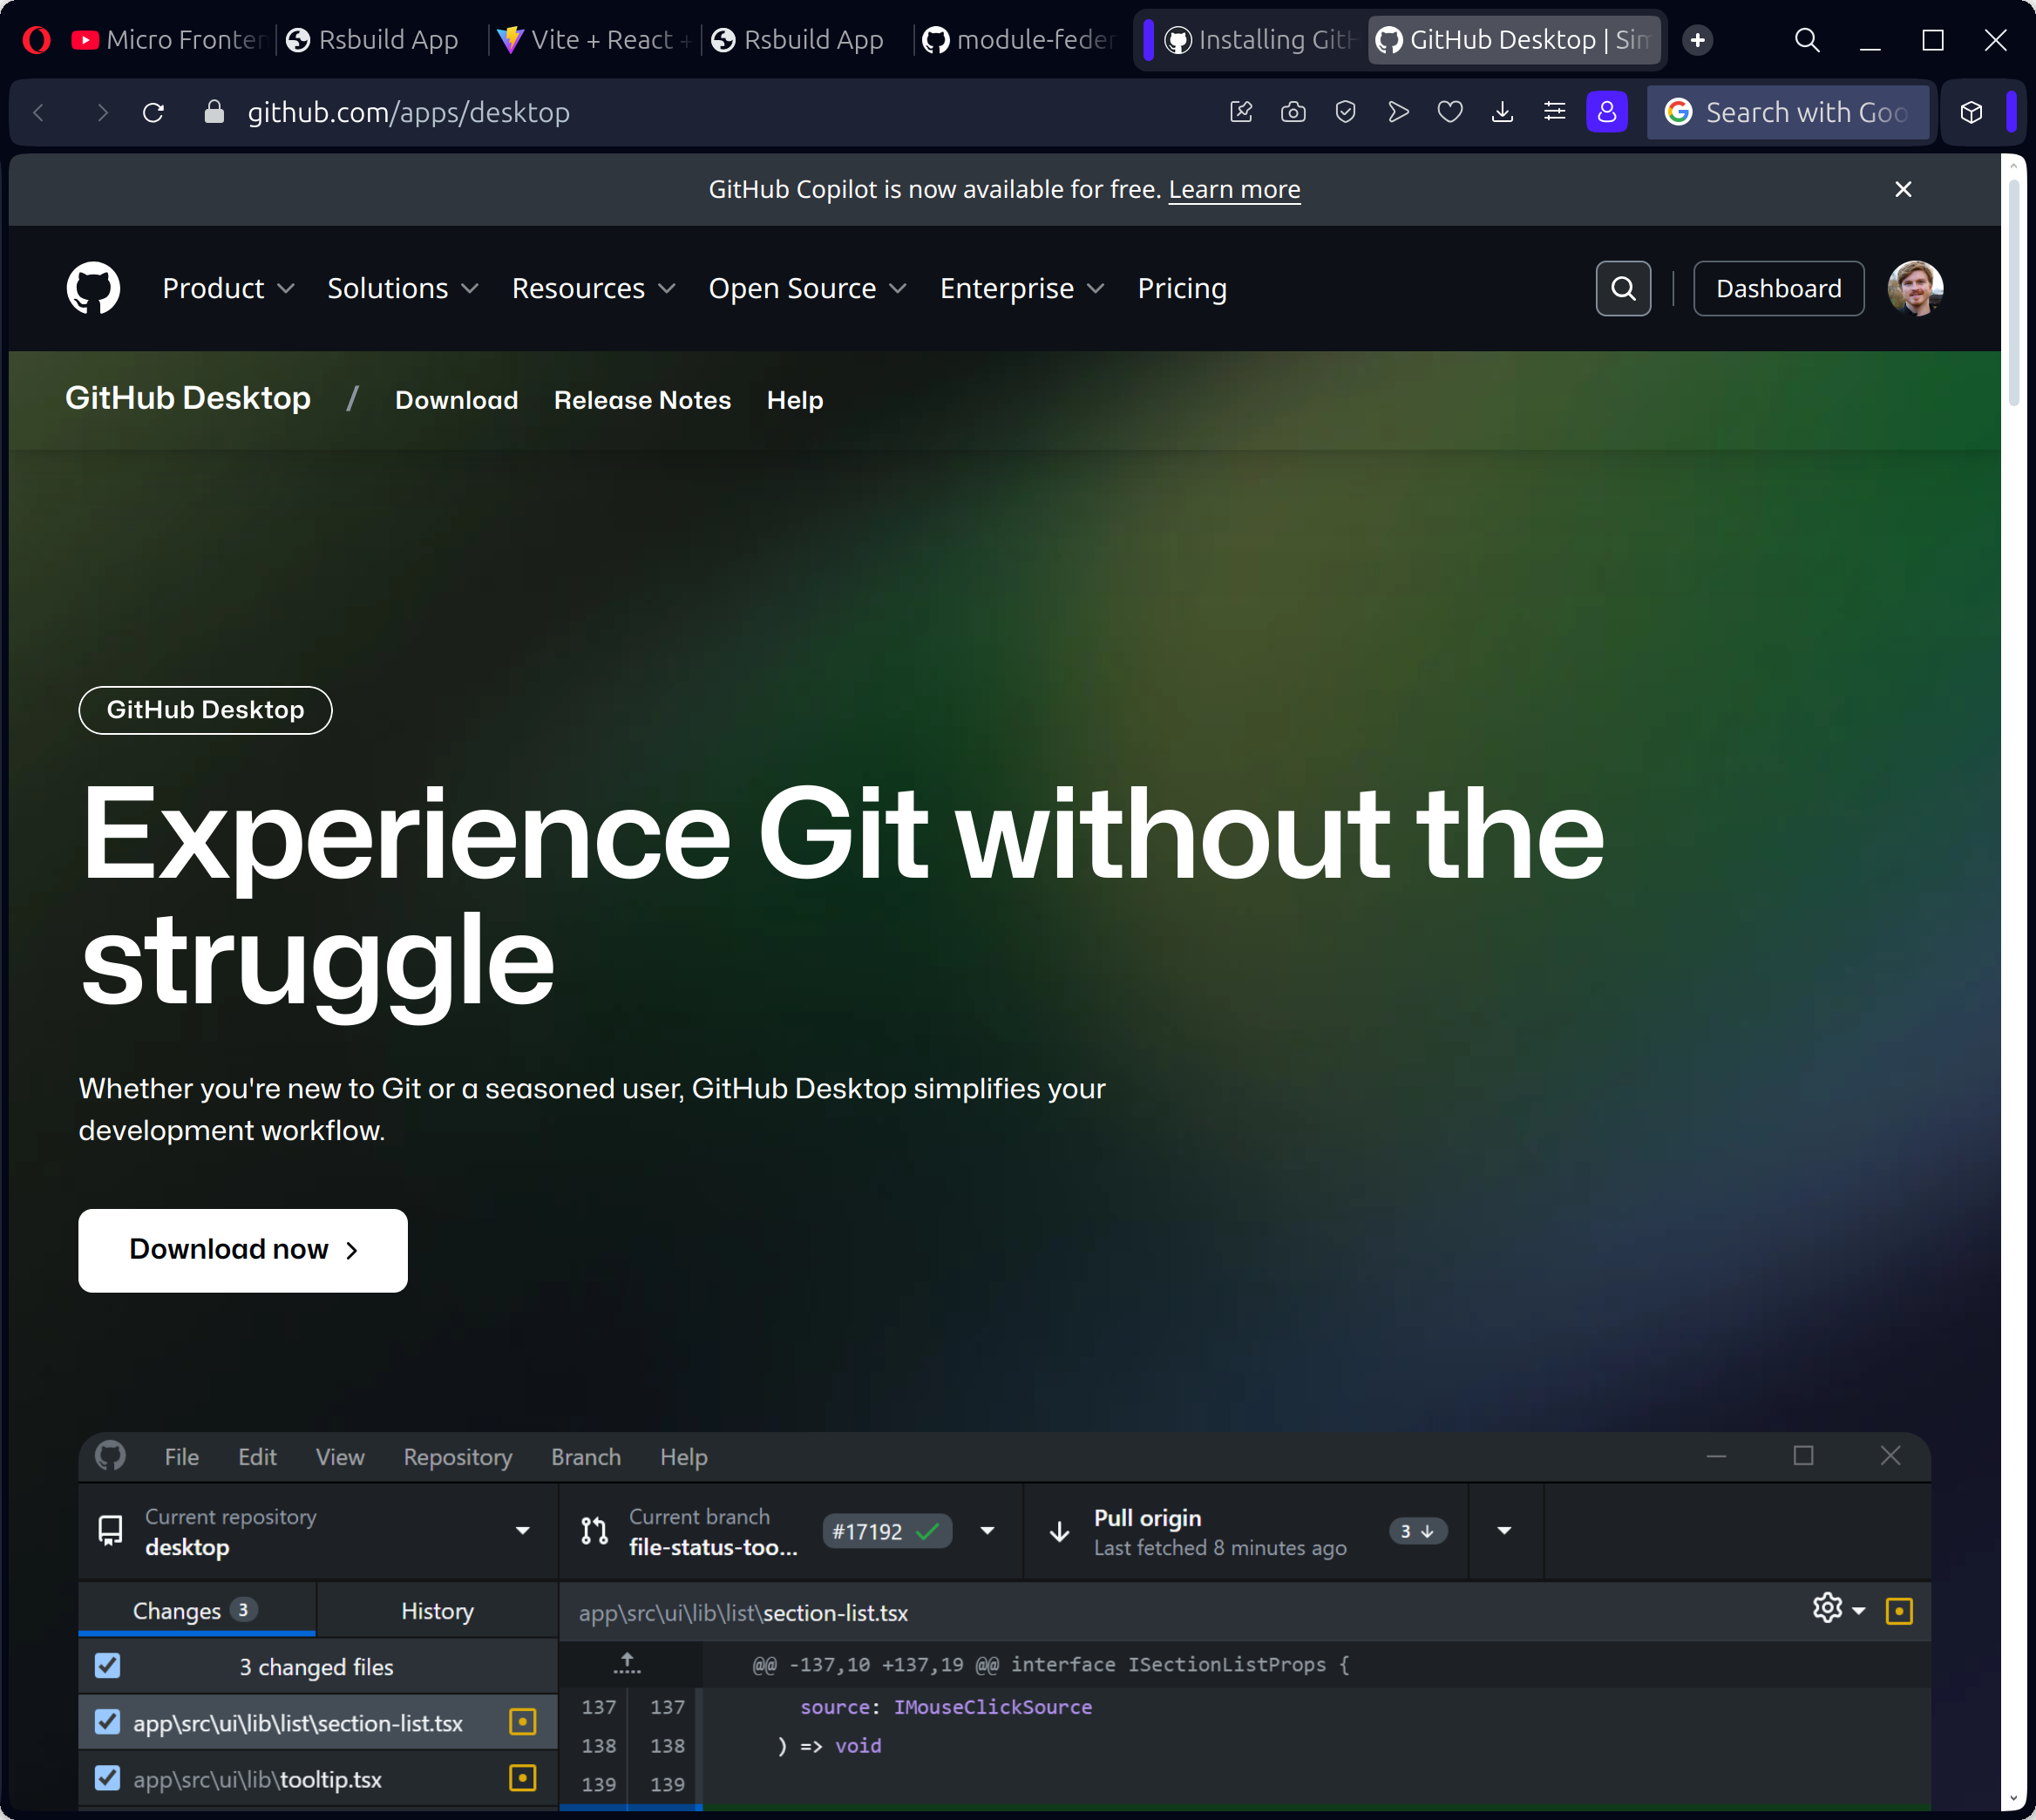 Micro Fronter
Rsbuild App
Vite + React +
Rsbuild App
module-feder
Installing GitH
GitHub Desktop | Sim
github.com/apps/desktop
Search with Goo
GitHub Copilot is now available for free. Learn more
Product
Solutions
Resources
Open Source
Enterprise
Pricing
Dashboard
GitHub Desktop / Download Release Notes Help
GitHub Desktop
Experience Git without the
struggle
Whether you're new to Git or a seasoned user, GitHub Desktop simplifies your
development workflow.
Download now
File Edit View Repository Branch Help
Current repository
desktop
Current branch
file-status-too...
#17192
Pull origin
Last fetched 8 minutes ago
3
Changes 3
History
app\src\ui\lib\list\section-list.tsx
3 changed files
@@ -137,10 +137,19 @@ interface ISectionListProps {
app\src\ui\lib\list\section-list.tsx
137 137 source: IMouseClickSource
138 138 ) => void
app\src\ui\lib\tooltip.tsx
139 139